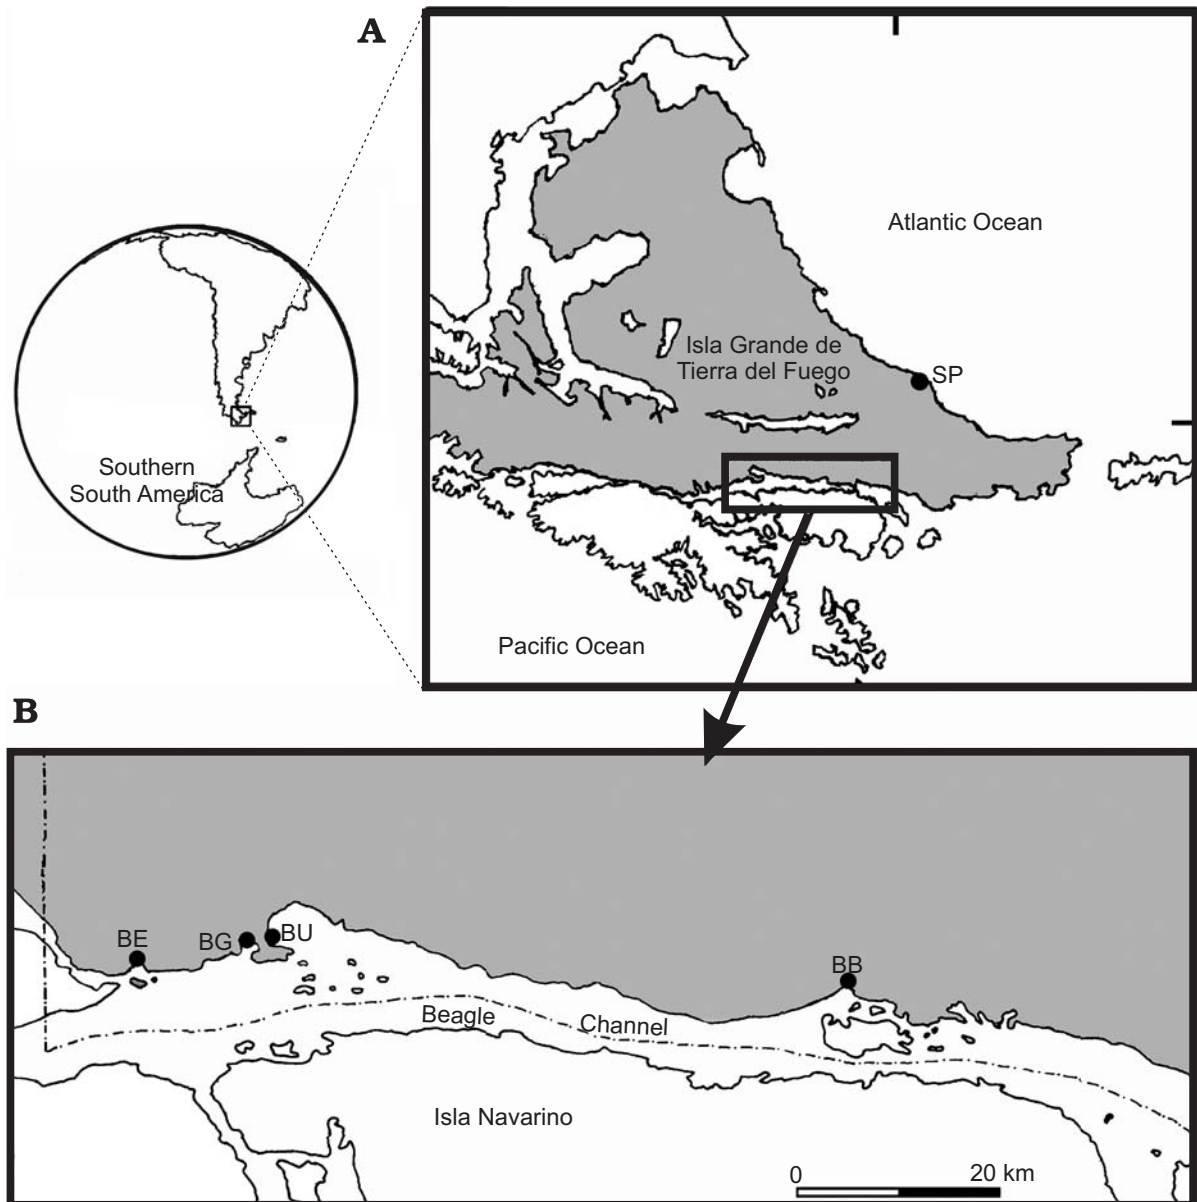 A
Atlantic Ocean
Isla Grande de
Tierra del Fuego
SP
Southern
South America
Pacific Ocean
B
BE
BG
BU
BB
Beagle
Channel
Isla Navarino
0
20 km